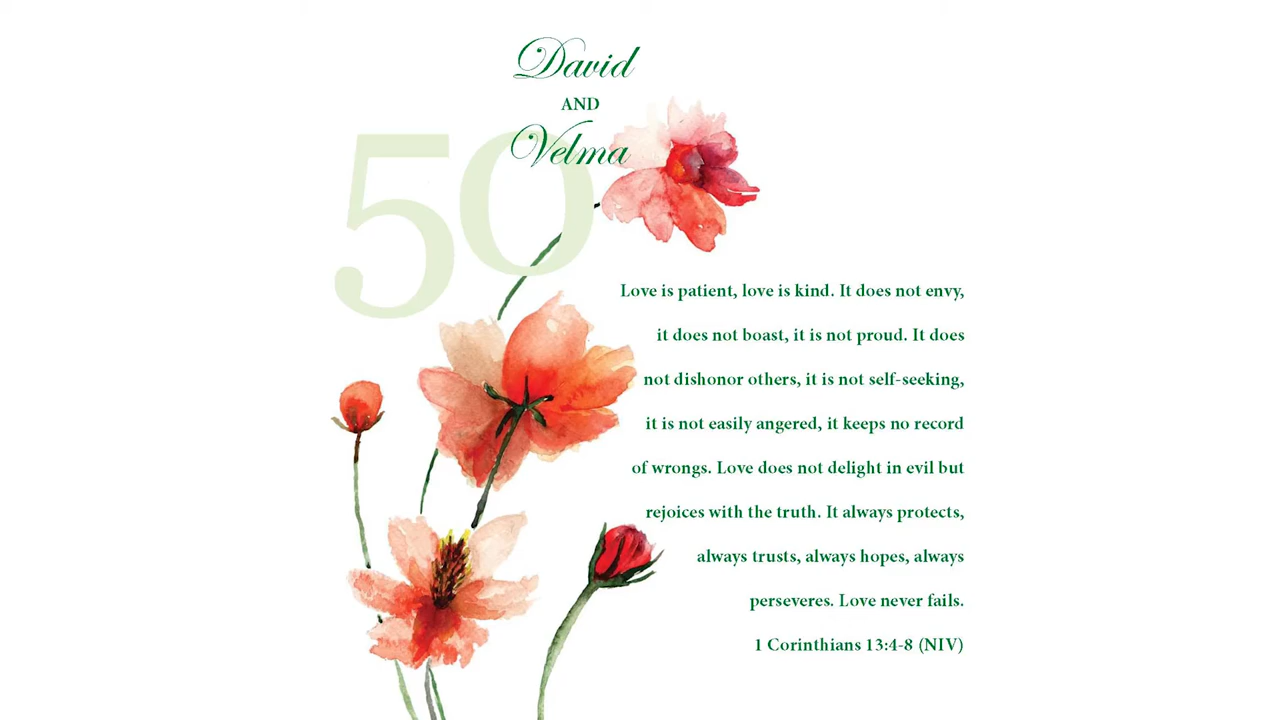 David
AND
Velma
50
Love is patient, love is kind. It does not envy,
it does not boast, it is not proud. It does
not dishonor others, it is not self-seeking,
it is not easily angered, it keeps no record
of wrongs. Love does not delight in evil but
rejoices with the truth. It always protects,
always trusts, always hopes, always
perseveres. Love never fails.
1 Corinthians 13:4-8 (NIV)